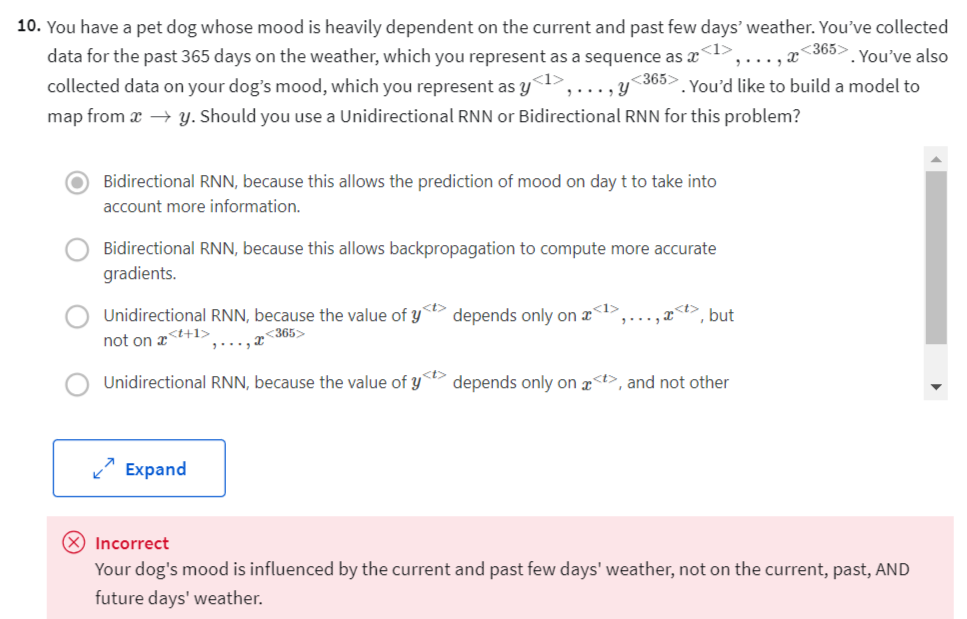 10. You have a pet dog whose mood is heavily dependent on the current and past few days’ weather. You’ve collected
data for the past 365 days on the weather, which you represent as a sequence as x<1>, . . . , x<365>. You’ve also
collected data on your dog’s mood, which you represent as y<1>, . . . , y<365>. You’d like to build a model to
map from x → y. Should you use a Unidirectional RNN or Bidirectional RNN for this problem?
Bidirectional RNN, because this allows the prediction of mood on day t to take into
account more information.
Bidirectional RNN, because this allows backpropagation to compute more accurate
gradients.
Unidirectional RNN, because the value of y<t> depends only on x<1>, . . . , x<t>, but
not on x<t+1>, . . . , x<365>
Unidirectional RNN, because the value of y<t> depends only on x<t>, and not other
Expand
Incorrect
Your dog's mood is influenced by the current and past few days' weather, not on the current, past, AND
future days' weather.